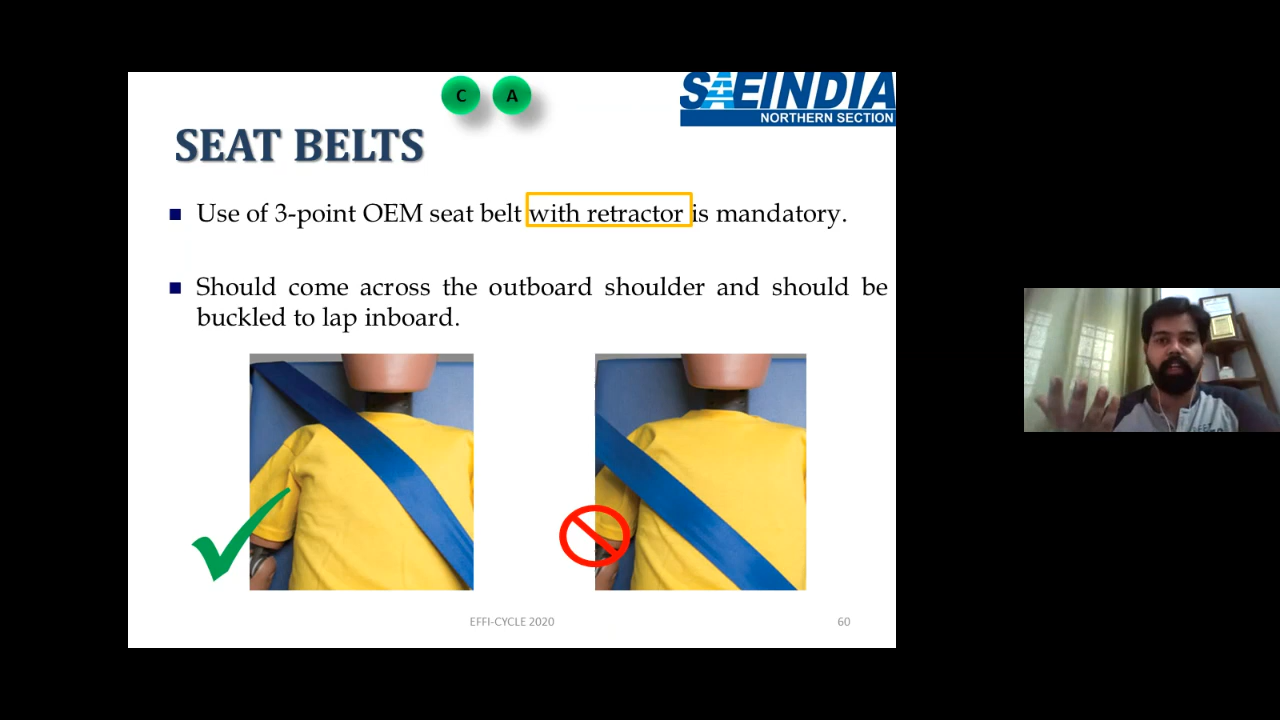 C A
SAEINDIA
NORTHERN SECTION
SEAT BELTS
Use of 3-point OEM seat belt with retractor is mandatory.
Should come across the outboard shoulder and should be
buckled to lap inboard.
EFFI-CYCLE 2020
60